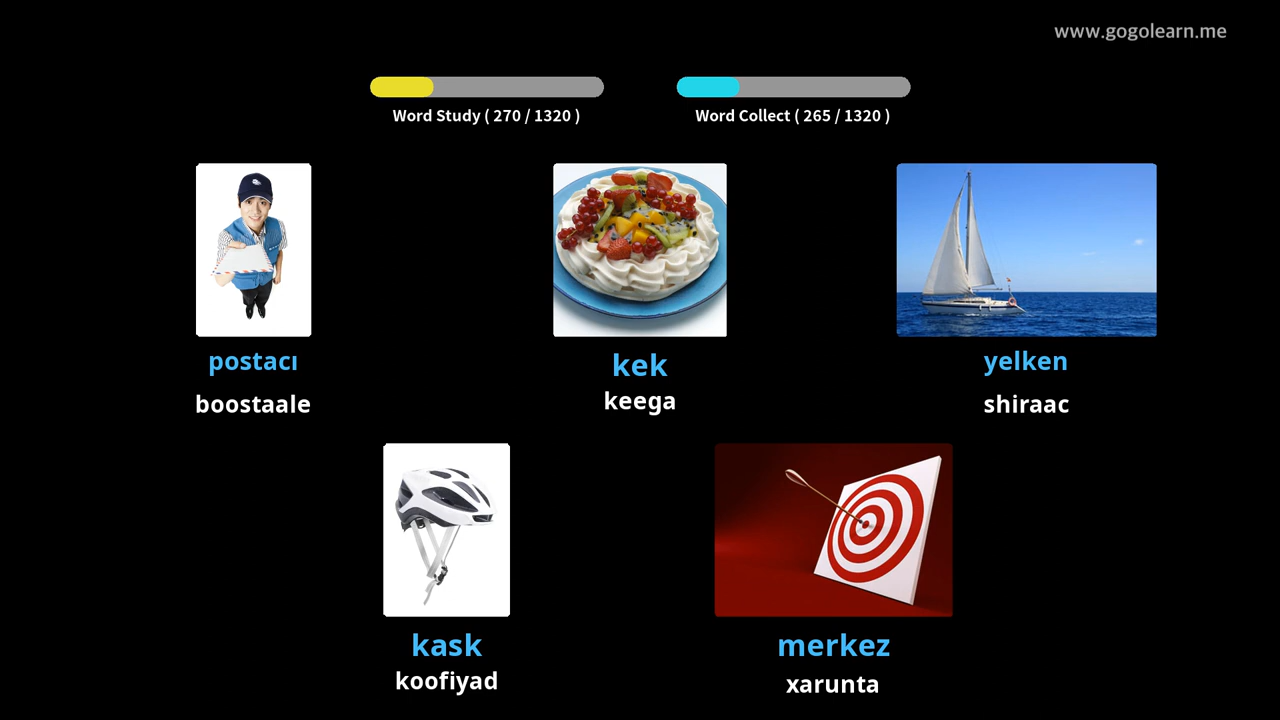 www.gogolearn.me
Word Study ( 270 / 1320 )
Word Collect ( 265 / 1320 )
postacı
kek
yelken
boostaale
keega
shiraac
kask
merkez
koofiyad
xarunta